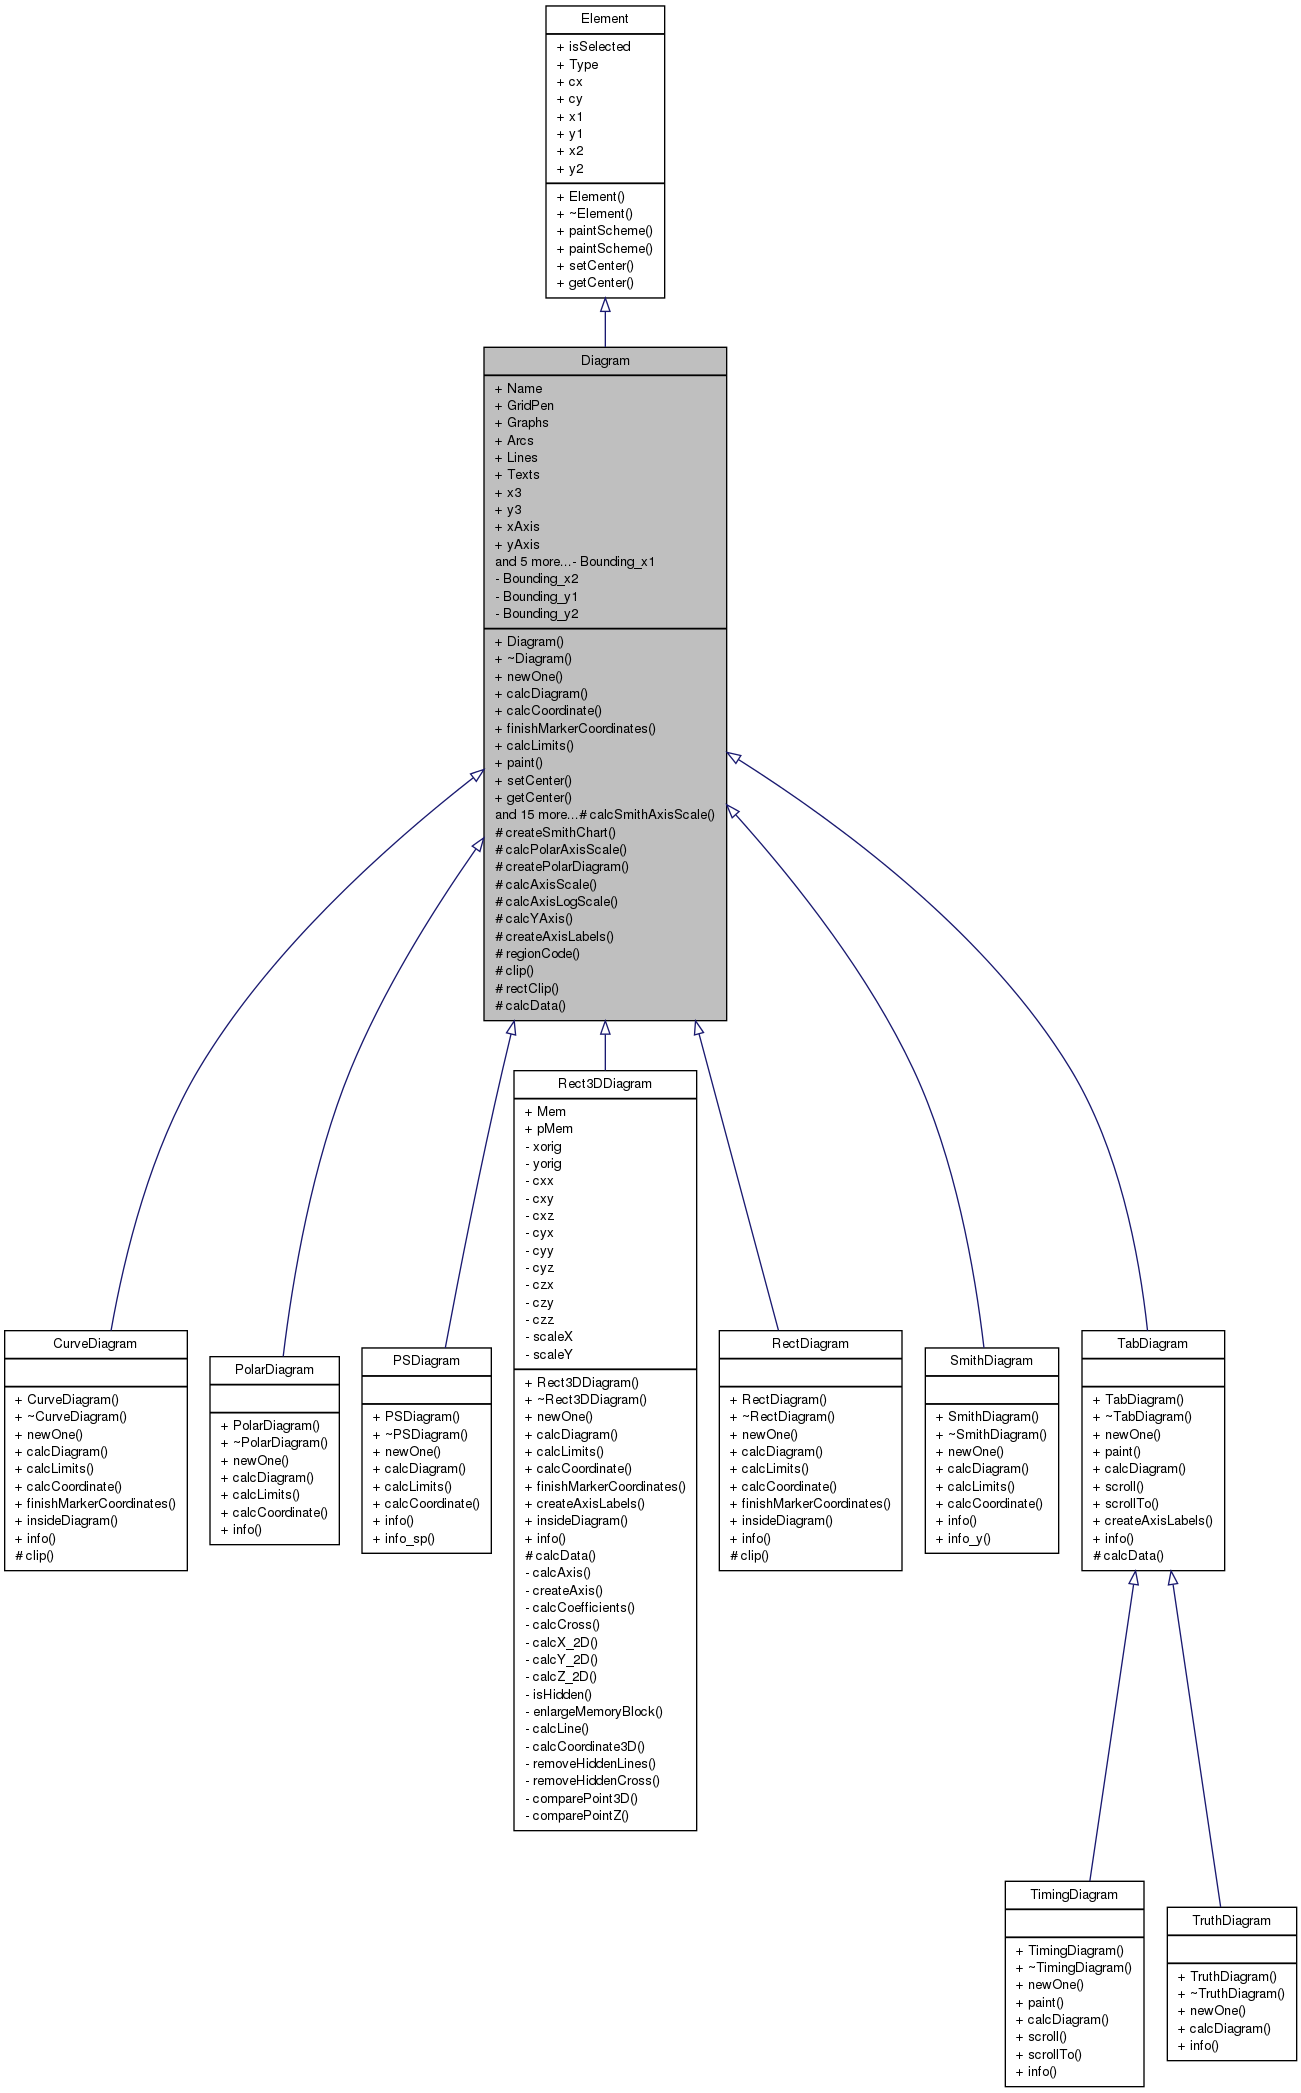 Element
+ isSelected
+ Type
+ cx
+ cy
+ x1
+ y1
+ x2
+ y2
+ Element()
+ ~Element()
+ paintScheme()
+ paintScheme()
+ setCenter()
+ getCenter()
Diagram
+ Name
+ GridPen
+ Graphs
+ Arcs
+ Lines
+ Texts
+ x3
+ y3
+ xAxis
+ yAxis
and 5 more...- Bounding_x1
- Bounding_x2
- Bounding_y1
- Bounding_y2
+ Diagram()
+ ~Diagram()
+ newOne()
+ calcDiagram()
+ calcCoordinate()
+ finishMarkerCoordinates()
+ calcLimits()
+ paint()
+ setCenter()
+ getCenter()
and 15 more...# calcSmithAxisScale()
# createSmithChart()
# calcPolarAxisScale()
# createPolarDiagram()
# calcAxisScale()
# calcAxisLogScale()
# calcYAxis()
# createAxisLabels()
# regionCode()
# clip()
# rectClip()
# calcData()
CurveDiagram
+ CurveDiagram()
+ ~CurveDiagram()
+ newOne()
+ calcDiagram()
+ calcLimits()
+ calcCoordinate()
+ finishMarkerCoordinates()
+ insideDiagram()
+ info()
# clip()
PolarDiagram
+ PolarDiagram()
+ ~PolarDiagram()
+ newOne()
+ calcDiagram()
+ calcLimits()
+ calcCoordinate()
+ info()
PSDiagram
+ PSDiagram()
+ ~PSDiagram()
+ newOne()
+ calcDiagram()
+ calcLimits()
+ calcCoordinate()
+ info()
+ info_sp()
Rect3DDiagram
+ Mem
+ pMem
- xorig
- yorig
- cxx
- cxy
- cxz
- cyx
- cyy
- cyz
- czx
- czy
- czz
- scaleX
- scaleY
+ Rect3DDiagram()
+ ~Rect3DDiagram()
+ newOne()
+ calcDiagram()
+ calcLimits()
+ calcCoordinate()
+ finishMarkerCoordinates()
+ createAxisLabels()
+ insideDiagram()
+ info()
# calcData()
- calcAxis()
- createAxis()
- calcCoefficients()
- calcCross()
- calcX_2D()
- calcY_2D()
- calcZ_2D()
- isHidden()
- enlargeMemoryBlock()
- calcLine()
- calcCoordinate3D()
- removeHiddenLines()
- removeHiddenCross()
- comparePoint3D()
- comparePointZ()
RectDiagram
+ RectDiagram()
+ ~RectDiagram()
+ newOne()
+ calcDiagram()
+ calcLimits()
+ calcCoordinate()
+ finishMarkerCoordinates()
+ insideDiagram()
+ info()
# clip()
SmithDiagram
+ SmithDiagram()
+ ~SmithDiagram()
+ newOne()
+ calcDiagram()
+ calcLimits()
+ calcCoordinate()
+ info()
+ info_y()
TabDiagram
+ TabDiagram()
+ ~TabDiagram()
+ newOne()
+ paint()
+ calcDiagram()
+ scroll()
+ scrollTo()
+ createAxisLabels()
+ info()
# calcData()
TimingDiagram
+ TimingDiagram()
+ ~TimingDiagram()
+ newOne()
+ paint()
+ calcDiagram()
+ scroll()
+ scrollTo()
+ info()
TruthDiagram
+ TruthDiagram()
+ ~TruthDiagram()
+ newOne()
+ calcDiagram()
+ info()